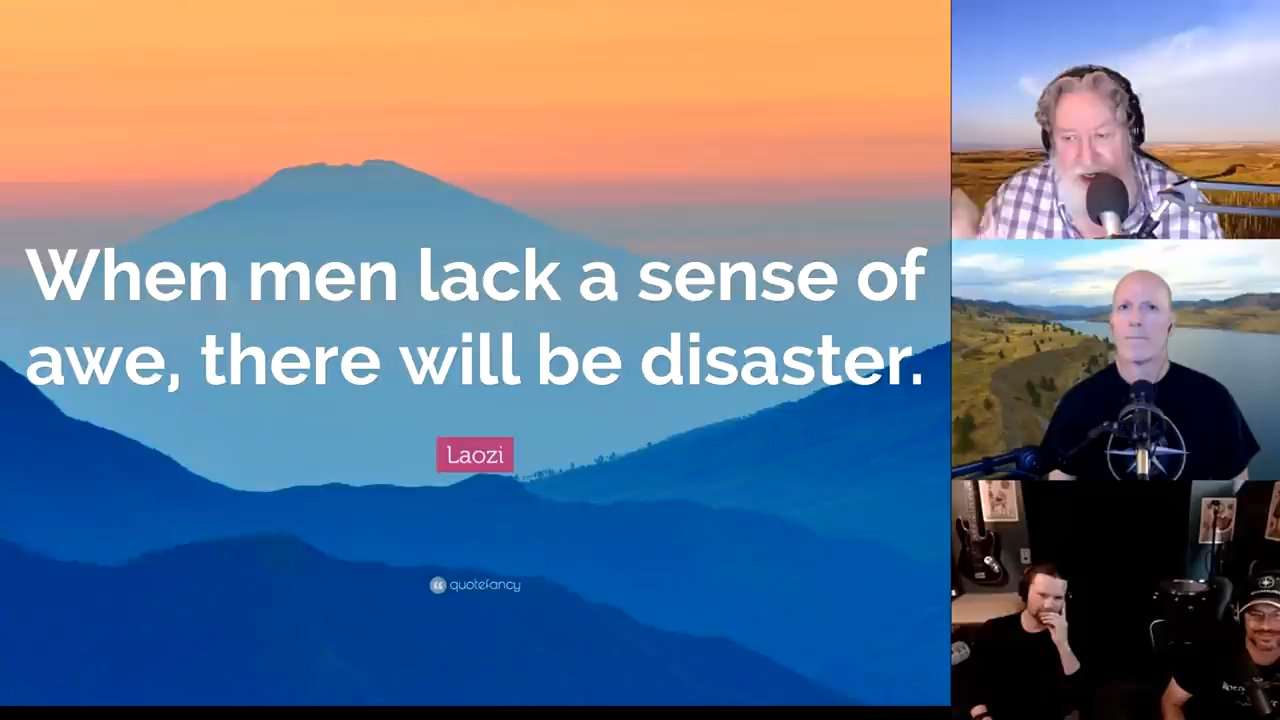 When men lack a sense of
awe, there will be disaster.
Laozi
quotefancy